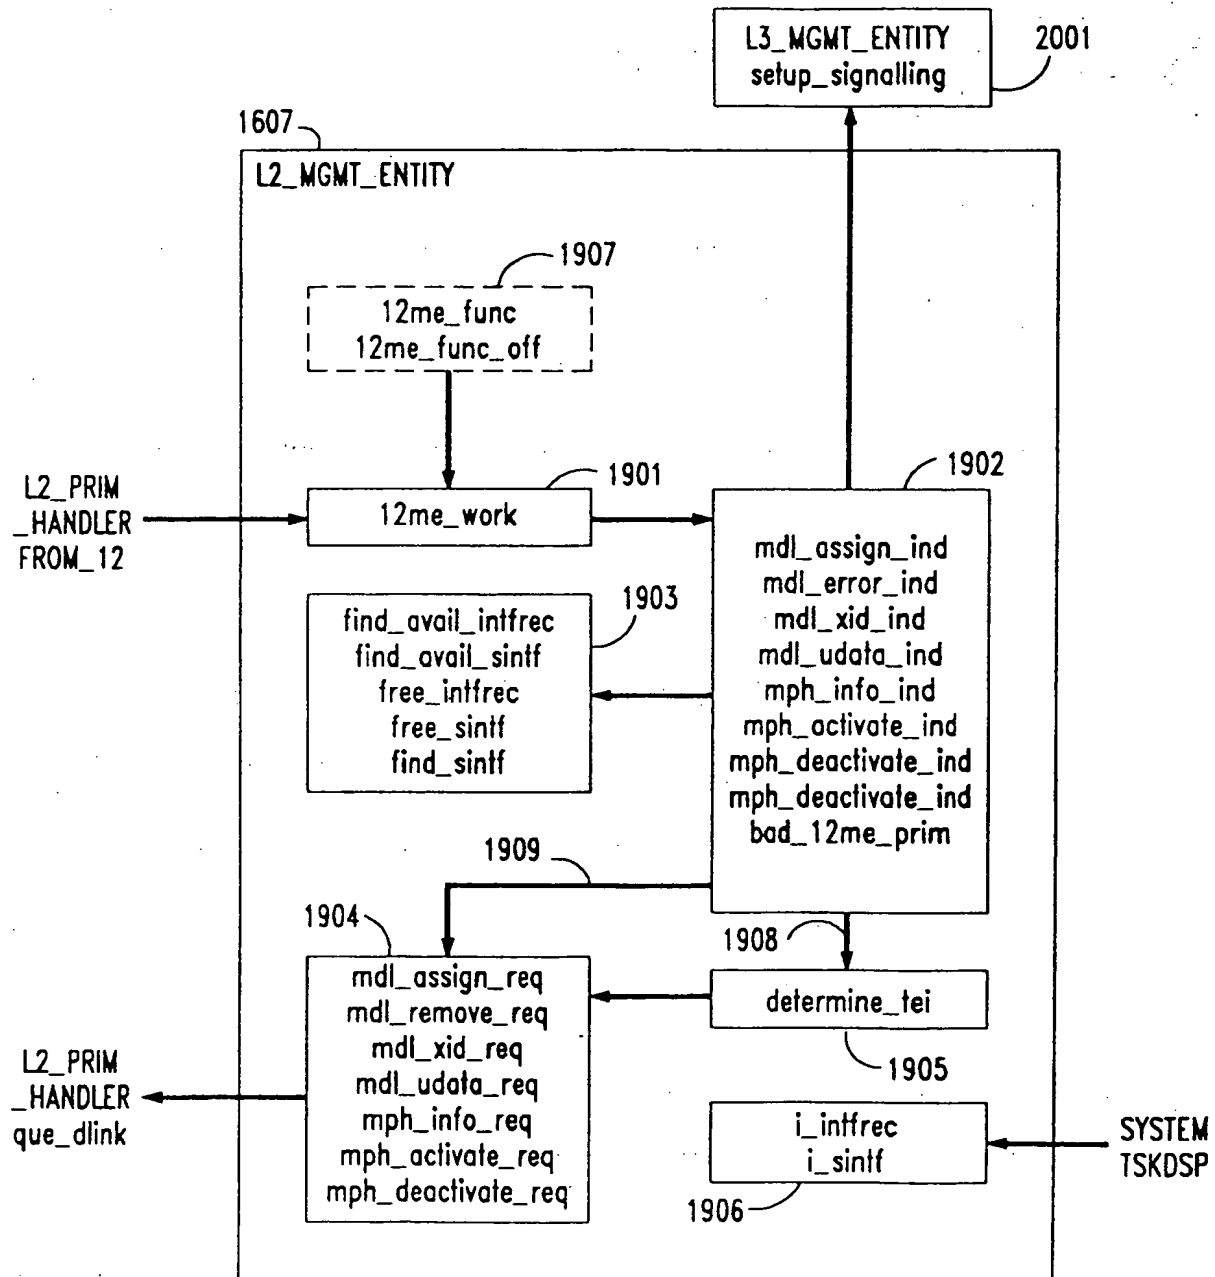 L3_MGMT_ENTITY
setup_signalling
2001
1607
L2_MGMT_ENTITY
1907
12me_func
12me_func_off
L2_PRIM
_HANDLER
FROM_12
1901
12me_work
1902
mdl_assign_ind
mdl_error_ind
mdl_xid_ind
mdl_udata_ind
mph_info_ind
mph_activate_ind
mph_deactivate_ind
mph_deactivate_ind
bad_12me_prim
1903
find_avail_intfrec
find_avail_sintf
free_intfrec
free_sintf
find_sintf
1909
1904
1908
mdl_assign_req
mdl_remove_req
mdl_xid_req
mdl_udata_req
mph_info_req
mph_activate_req
mph_deactivate_req
determine_tei
1905
L2_PRIM
_HANDLER
que_dlink
i_intfrec
i_sintf
1906
SYSTEM
TSKDSP